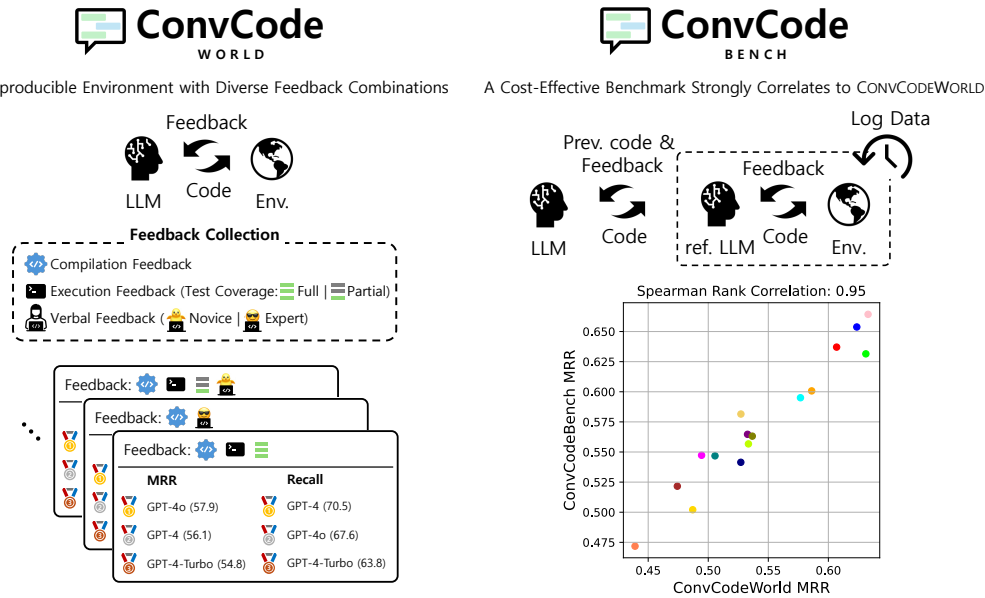 ConvCode
WORLD
producible Environment with Diverse Feedback Combinations
Feedback
Code
LLM
Env.
Feedback Collection
Compilation Feedback
Execution Feedback (Test Coverage: Full | Partial)
Verbal Feedback ( Novice | Expert)
Feedback:
Feedback:
Feedback:
MRR Recall
GPT-4o (57.9) GPT-4 (70.5)
GPT-4 (56.1) GPT-4o (67.6)
GPT-4-Turbo (54.8) GPT-4-Turbo (63.8)
ConvCode
BENCH
A Cost-Effective Benchmark Strongly Correlates to CONVCODEWORLD
Log Data
Prev. code &
Feedback
Feedback
LLM
Code
ref. LLM
Code
Env.
Spearman Rank Correlation: 0.95
ConvCodeBench MRR
0.650
0.625
0.600
0.575
0.550
0.525
0.500
0.475
0.45 0.50 0.55 0.60
ConvCodeWorld MRR